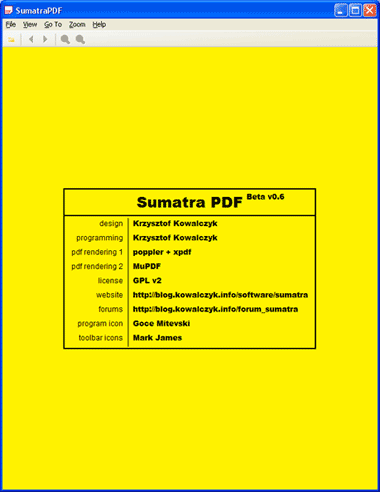 SumatraPDF
File View Go To Zoom Help
Sumatra PDF Beta v0.6
design Krzysztof Kowalczyk
programming Krzysztof Kowalczyk
pdf rendering 1 poppler + xpdf
pdf rendering 2 MuPDF
license GPL v2
website http://blog.kowalczyk.info/software/sumatra
forums http://blog.kowalczyk.info/forum_sumatra
program icon Goce Mitevski
toolbar icons Mark James